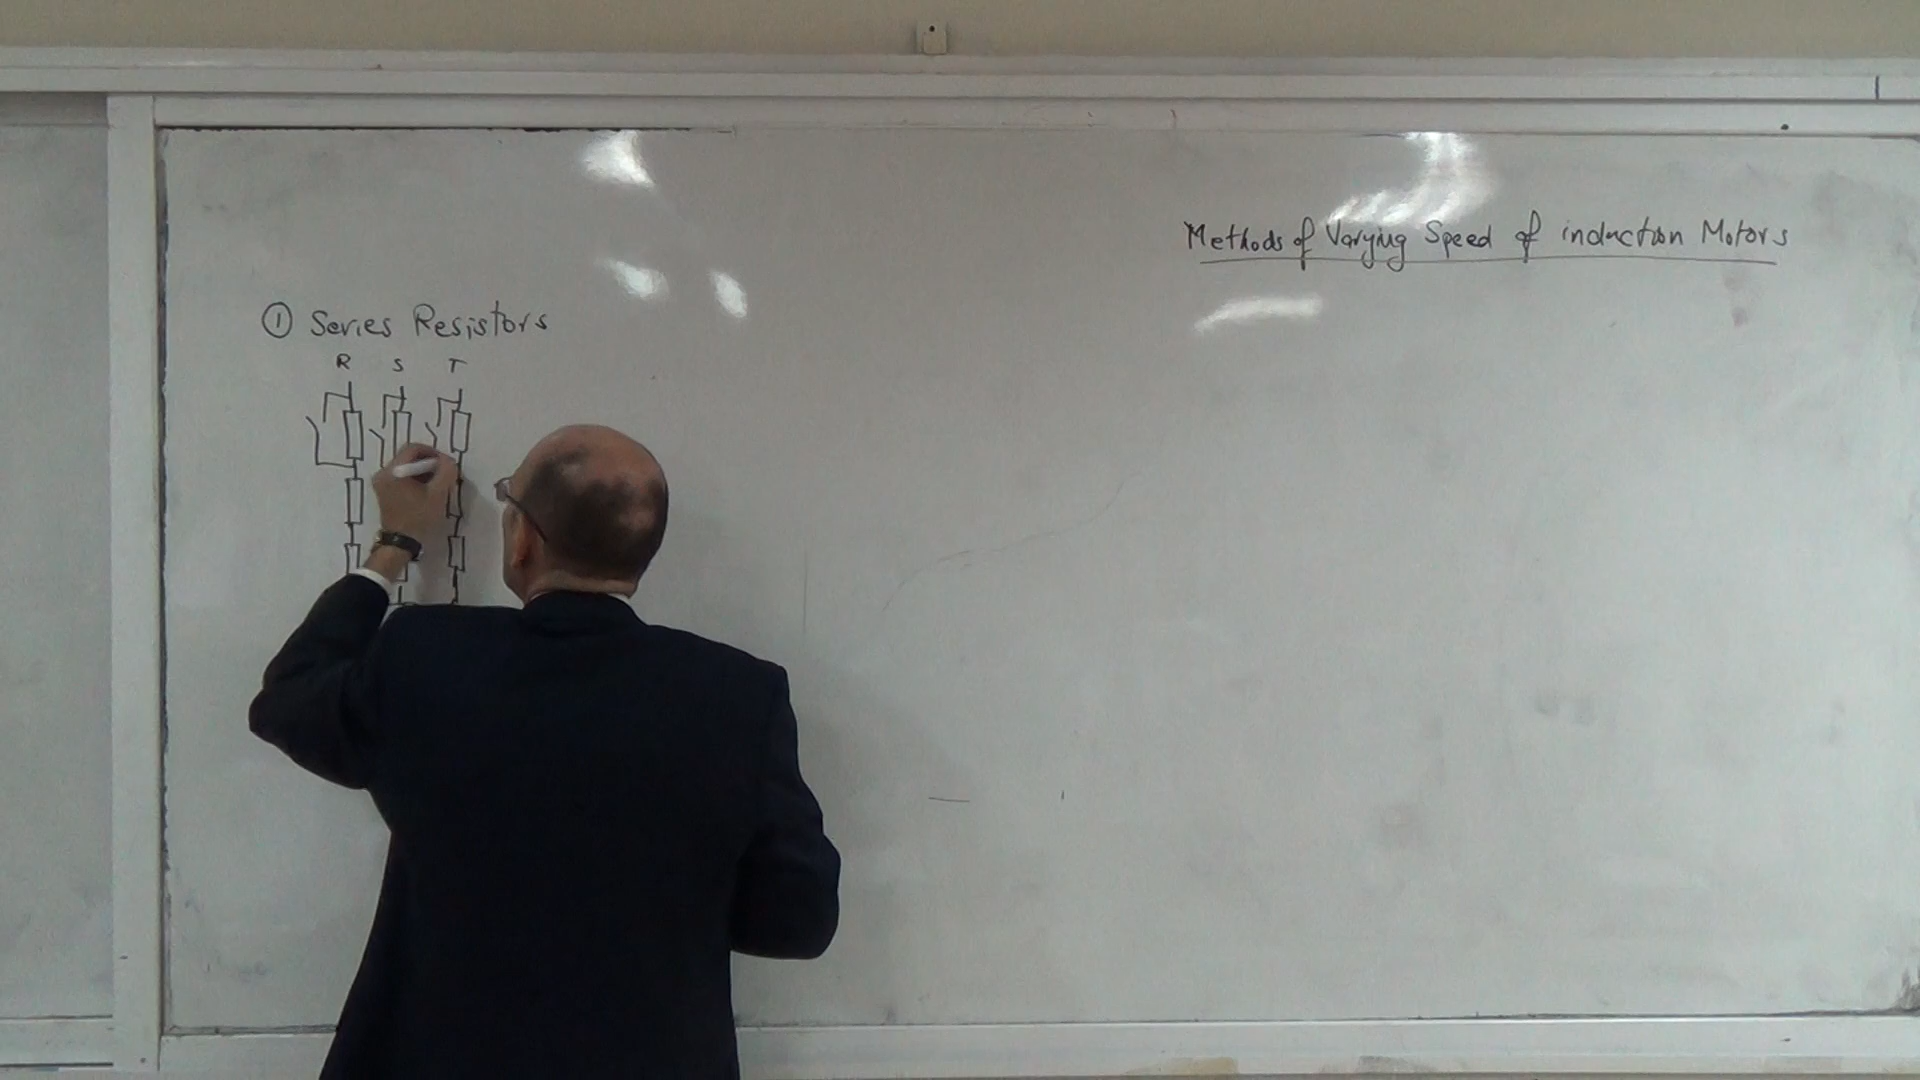 Methods of Varying Speed of induction Motors
① Series Resistors
R S T